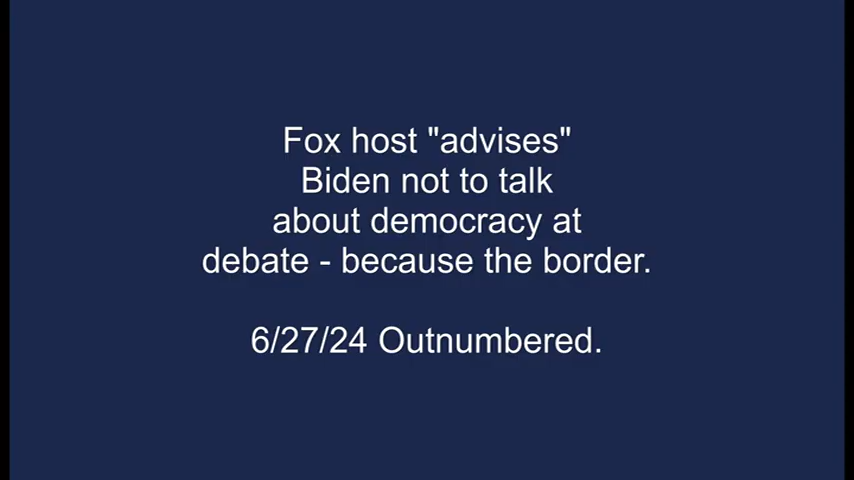 Fox host "advises"
Biden not to talk
about democracy at
debate - because the border.
6/27/24 Outnumbered.